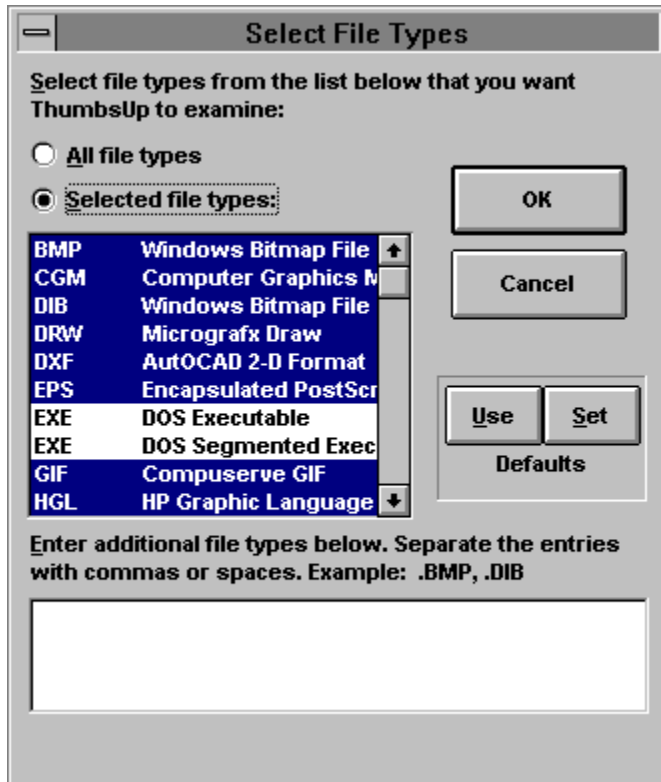 Select File Types
Select file types from the list below that you want
ThumbsUp to examine:
All file types
Selected file types:
BMP Windows Bitmap File
CGM Computer Graphics M
DIB Windows Bitmap File
DRW Micrografx Draw
DXF AutOCAD 2-D Format
EPS Encapsulated PostScr
EXE DOS Executable
EXE DOS Segmented Exec
GIF Compuserve GIF
HGL HP Graphic Language
OK
Cancel
Use Set
Defaults
Enter additional file types below. Separate the entries
with commas or spaces. Example: .BMP, .DIB